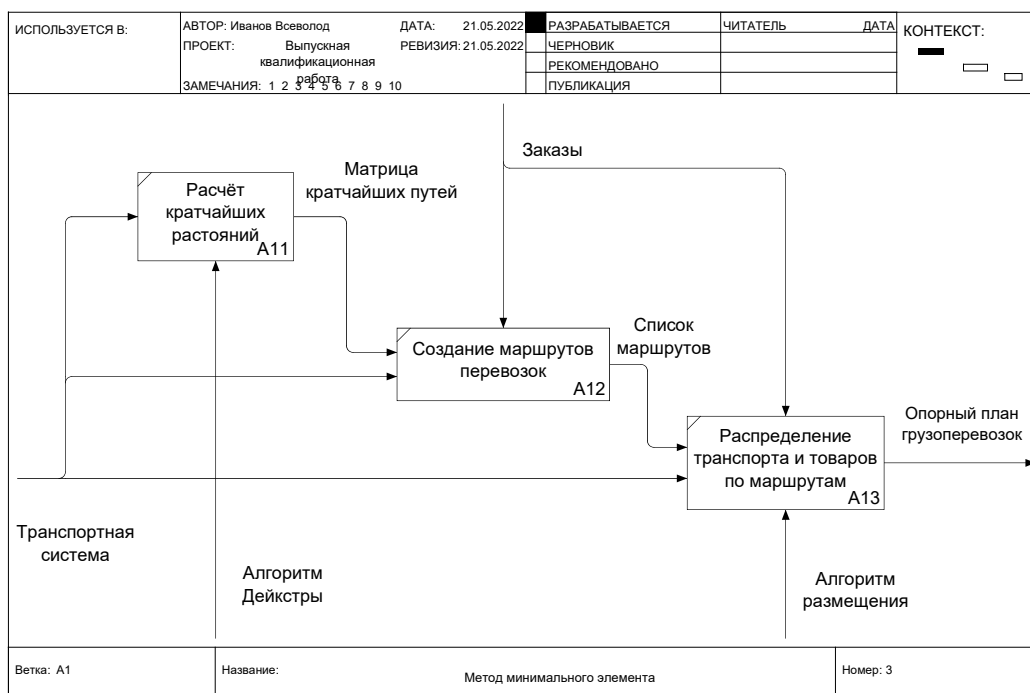 ИСПОЛЬЗУЕТСЯ В:
АВТОР: Иванов Всеволод
ДАТА: 21.05.2022
ПРОЕКТ: Выпускная
квалификационная
работа
РЕВИЗИЯ: 21.05.2022
ЗАМЕЧАНИЯ: 1 2 3 4 5 6 7 8 9 10
РАЗРАБАТЫВАЕТСЯ
ЧЕРНОВИК
РЕКОМЕНДОВАНО
ПУБЛИКАЦИЯ
ЧИТАТЕЛЬ ДАТА
КОНТЕКСТ:
Заказы
Матрица
кратчайших путей
Расчёт
кратчайших
растояний
A11
Создание маршрутов
перевозок
A12
Список
маршрутов
Распределение
транспорта и товаров
по маршрутам
A13
Опорный план
грузоперевозок
Транспортная
система
Алгоритм
Дейкстры
Алгоритм
размещения
Ветка: A1
Название:
Метод минимального элемента
Номер: 3